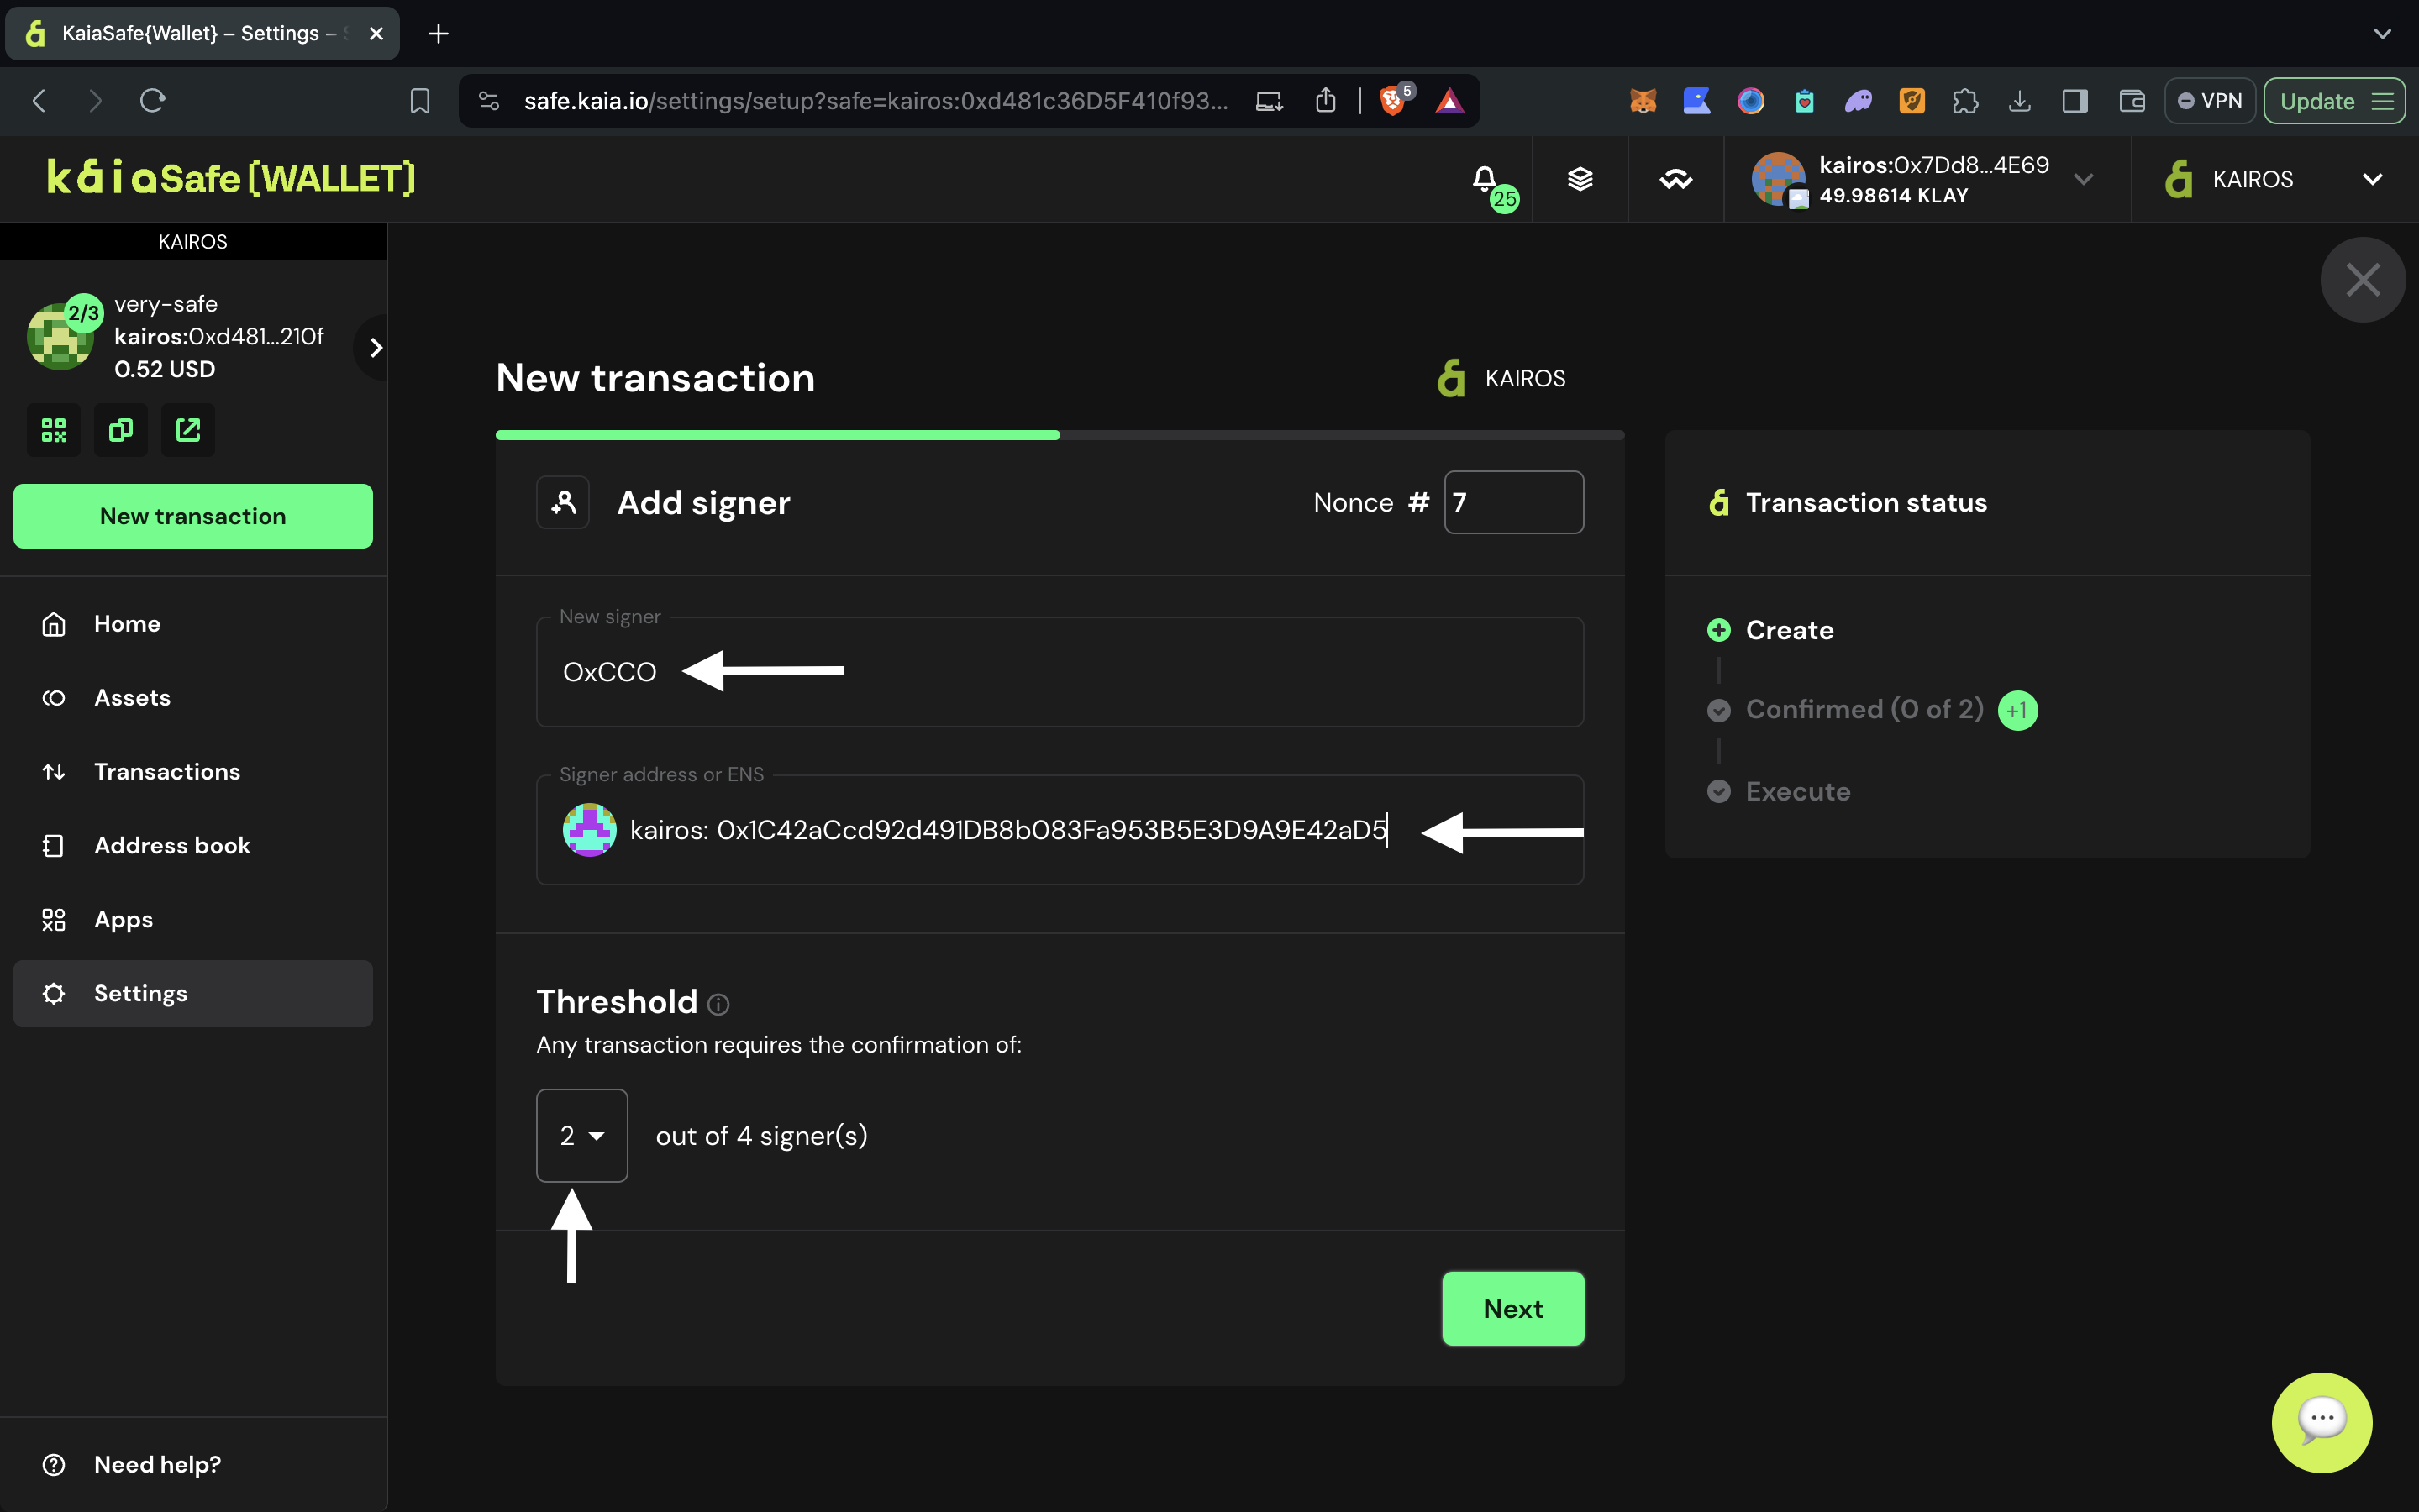 KaiaSafe{Wallet} – Settings –
safe.kaia.io/settings/setup?safe=kairos:0xd481c36D5F410f93...
5
VPN
Update
kaiaSafe[WALLET]
25
kairos:0x7Dd8...4E69
49.98614 KLAY
KAIROS
KAIROS
2/3
very-safe
kairos:0xd481...210f
0.52 USD
New transaction
Home
Assets
Transactions
Address book
Apps
Settings
Need help?
New transaction
KAIROS
Add signer
Nonce # 7
New signer
OxCCO
Signer address or ENS
kairos: 0x1C42aCcd92d491DB8b083Fa953B5E3D9A9E42aD5
Threshold
Any transaction requires the confirmation of:
2 out of 4 signer(s)
Next
Transaction status
Create
Confirmed (0 of 2) +1
Execute